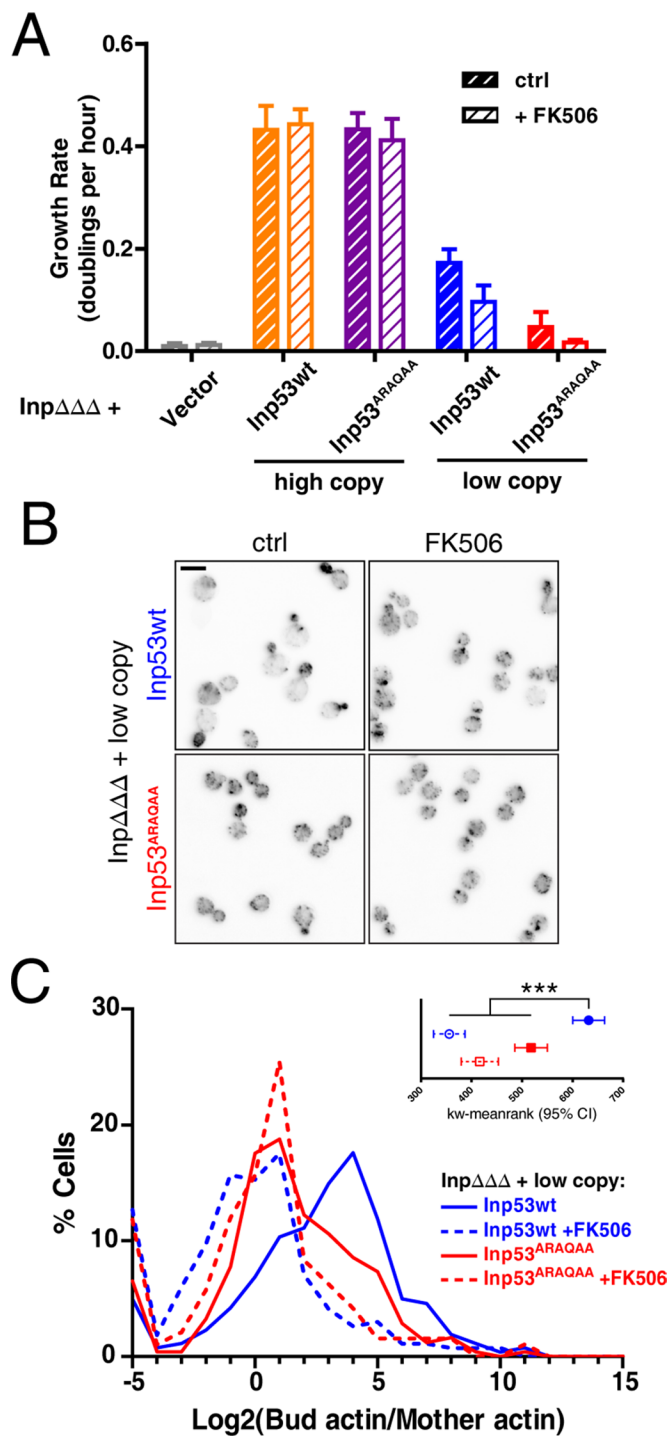 A
0.6
0.4
0.2
0.0
Growth Rate
(doublings per hour)
ctrl
+ FK506
InpΔΔΔ +
Vector
Inp53wt
Inp53ARAQAA
Inp53wt
Inp53ARAQAA
high copy
low copy
B
ctrl
FK506
InpΔΔΔ + low copy
Inp53wt
Inp53ARAQAA
C
30
20
10
0
% Cells
-5
0
5
10
15
Log2(Bud actin/Mother actin)
***
300
400
500
600
700
kw-meanrank (95% CI)
InpΔΔΔ + low copy:
Inp53wt
Inp53wt +FK506
Inp53ARAQAA
Inp53ARAQAA +FK506